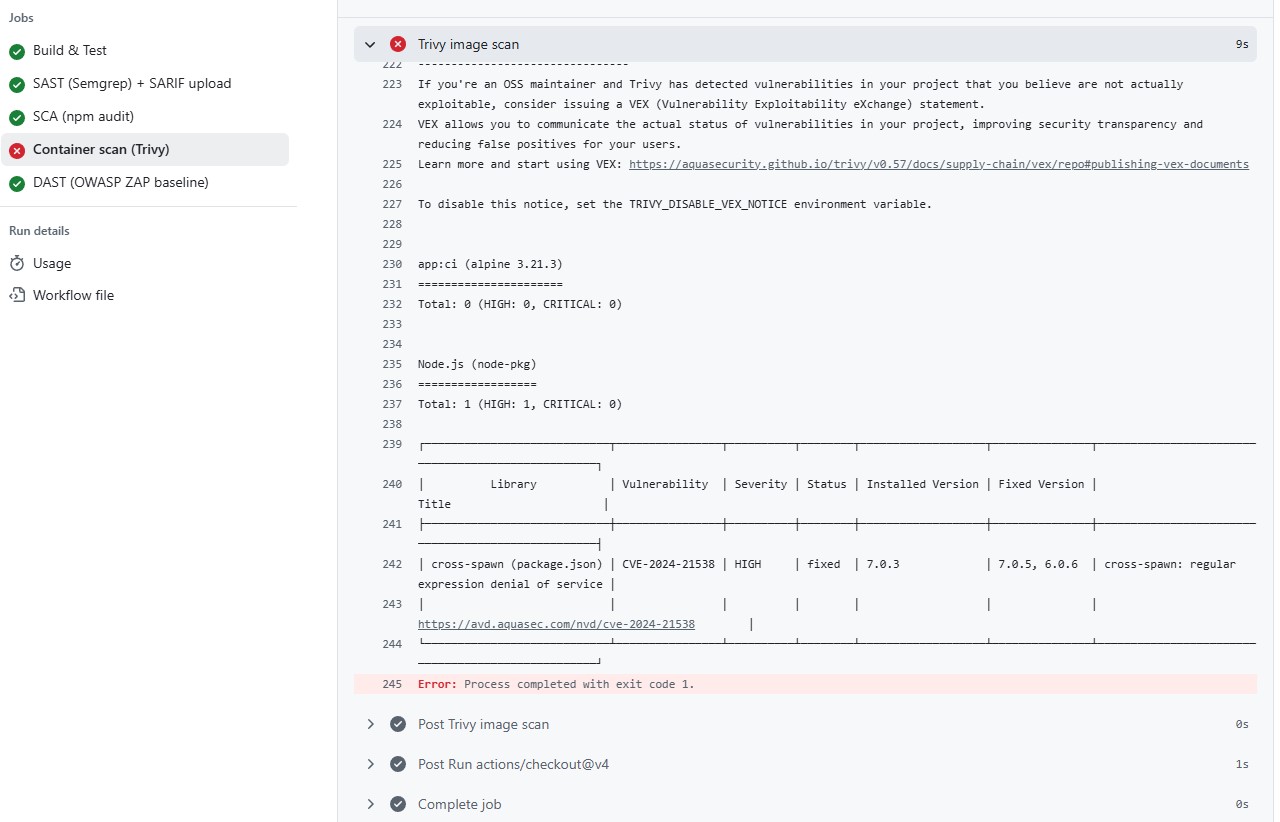 Jobs
Build & Test
SAST (Semgrep) + SARIF upload
SCA (npm audit)
Container scan (Trivy)
DAST (OWASP ZAP baseline)
Run details
Usage
Workflow file
Trivy image scan 9s
222 --------------------------------
223 If you're an OSS maintainer and Trivy has detected vulnerabilities in your project that you believe are not actually
exploitable, consider issuing a VEX (Vulnerability Exploitability eXchange) statement.
224 VEX allows you to communicate the actual status of vulnerabilities in your project, improving security transparency and
reducing false positives for your users.
225 Learn more and start using VEX: https://aquasecurity.github.io/trivy/v0.57/docs/supply-chain/vex/repo#publishing-vex-documents
226
227 To disable this notice, set the TRIVY_DISABLE_VEX_NOTICE environment variable.
228
229
230 app:ci (alpine 3.21.3)
231 ======================
232 Total: 0 (HIGH: 0, CRITICAL: 0)
233
234
235 Node.js (node-pkg)
236 ==================
237 Total: 1 (HIGH: 1, CRITICAL: 0)
238
239
240 │ Library │ Vulnerability │ Severity │ Status │ Installed Version │ Fixed Version │
Title │
241
242 │ cross-spawn (package.json) │ CVE-2024-21538 │ HIGH │ fixed │ 7.0.3 │ 7.0.5, 6.0.6 │ cross-spawn: regular
expression denial of service │
243 │ │ │ │ │ │ │
https://avd.aquasec.com/nvd/cve-2024-21538 │
244
245 Error: Process completed with exit code 1.
Post Trivy image scan 0s
Post Run actions/checkout@v4 1s
Complete job 0s